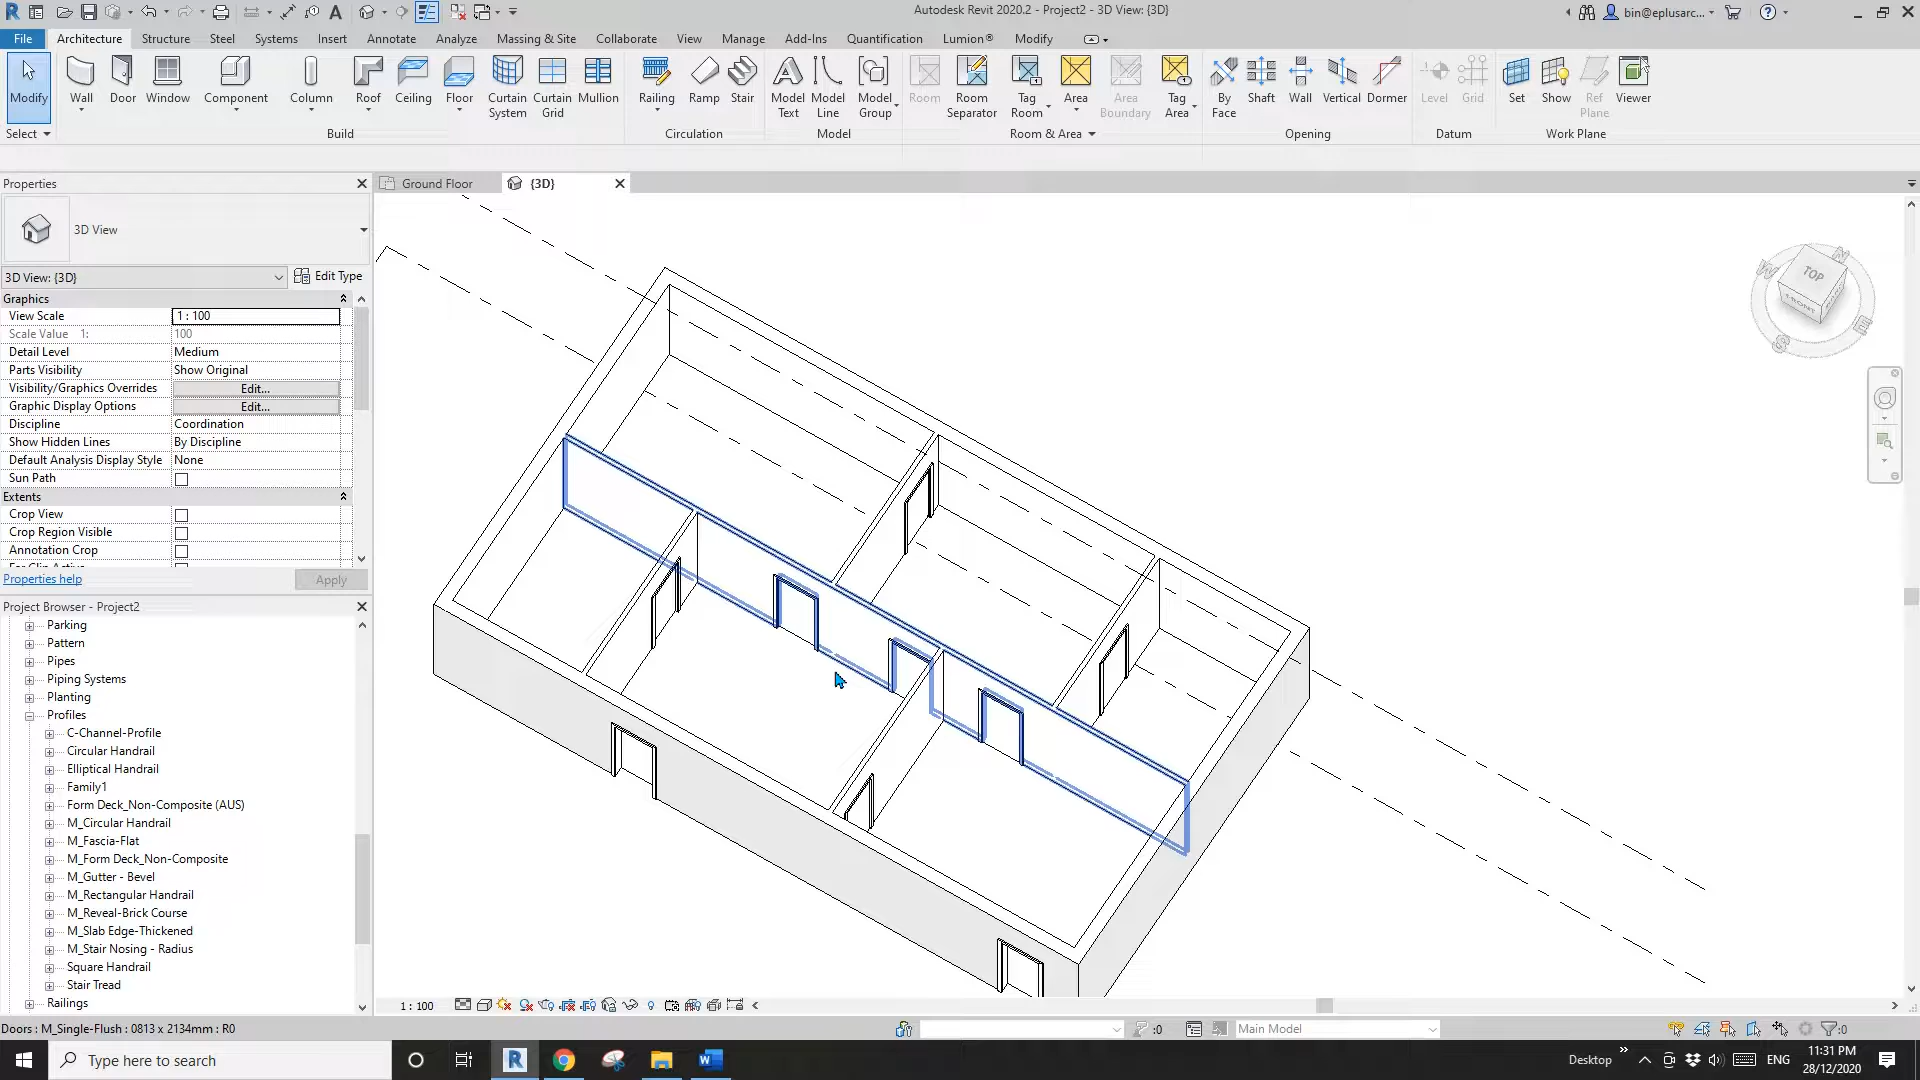 Autodesk Revit 2020.2 - Project2 - 3D View: {3D}
bin@eplusarc...
File Architecture Structure Steel Systems Insert Annotate Analyze Massing & Site Collaborate View Manage Add-Ins Quantification Lumion® Modify
Modify Wall Door Window Component Column Roof Ceiling Floor Curtain System Curtain Grid Mullion Railing Ramp Stair Model Text Model Line Model Group Room Room Separator Tag Room Area Area Boundary Tag Area By Face Shaft Wall Vertical Dormer Level Grid Set Show Ref Plane Viewer
Select Build Circulation Model Room & Area Opening Datum Work Plane
Properties
Ground Floor
{3D}
3D View
3D View: {3D}
Edit Type
Graphics
View Scale 1 : 100
Scale Value 1: 100
Detail Level Medium
Parts Visibility Show Original
Visibility/Graphics Overrides Edit...
Graphic Display Options Edit...
Discipline Coordination
Show Hidden Lines By Discipline
Default Analysis Display Style None
Sun Path
Extents
Crop View
Crop Region Visible
Annotation Crop
Properties help
Apply
N
W
TOP
FRONT
E
S
Project Browser - Project2
Parking
Pattern
Pipes
Piping Systems
Planting
Profiles
C-Channel-Profile
Circular Handrail
Elliptical Handrail
Family1
Form Deck_Non-Composite (AUS)
M_Circular Handrail
M_Fascia-Flat
M_Form Deck_Non-Composite
M_Gutter - Bevel
M_Rectangular Handrail
M_Reveal-Brick Course
M_Slab Edge-Thickened
M_Stair Nosing - Radius
Square Handrail
Stair Tread
Railings
1 : 100
Doors : M_Single-Flush : 0813 x 2134mm : R0
:0
Main Model
:0
Type here to search
Desktop
ENG
11:31 PM
28/12/2020